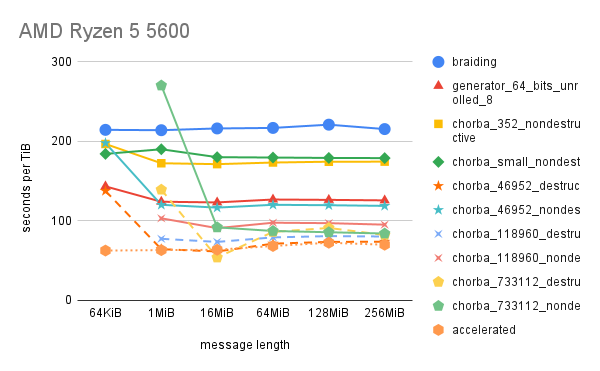 AMD Ryzen 5 5600
300
200
100
0
seconds per TiB
64KiB 1MiB 16MiB 64MiB 128MiB 256MiB
message length
braiding
generator_64_bits_unr
olled_8
chorba_352_nondestru
ctive
chorba_small_nondest
chorba_46952_destruc
chorba_46952_nondes
chorba_118960_destru
chorba_118960_nonde
chorba_733112_destru
chorba_733112_nonde
accelerated